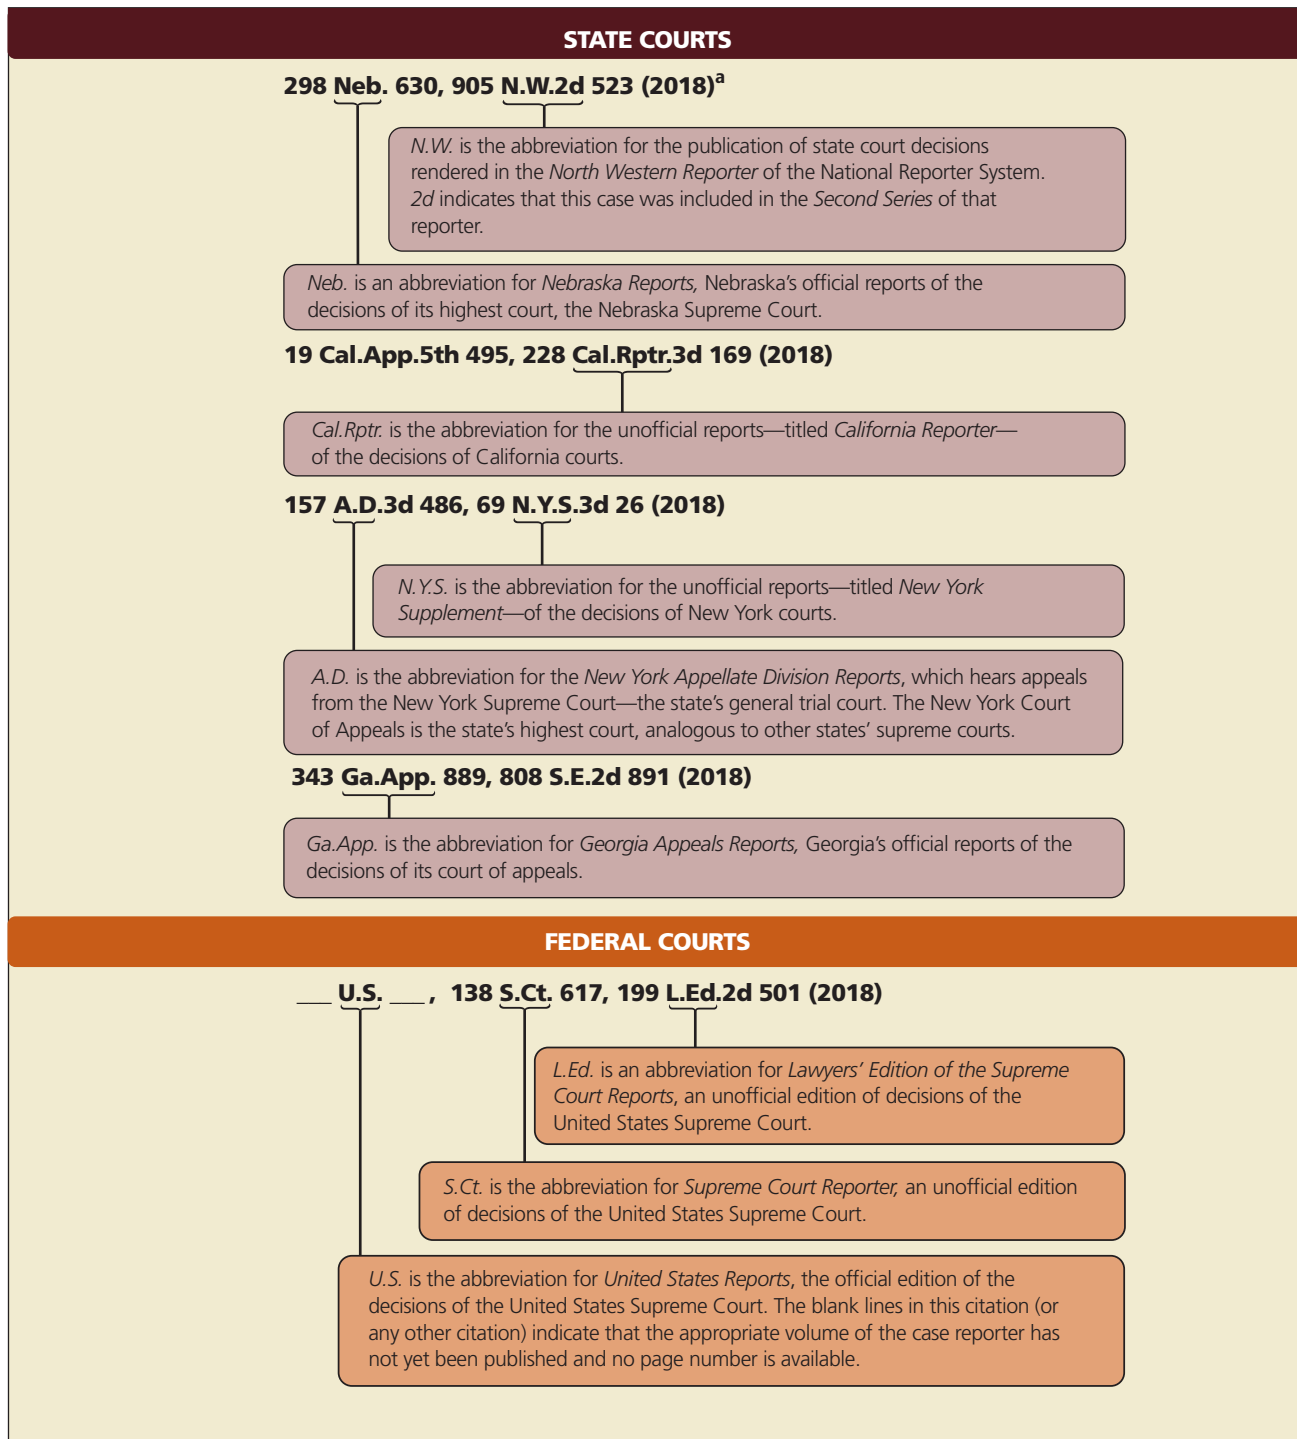 STATE COURTS
298 Neb. 630, 905 N.W.2d 523 (2018)a
N.W. is the abbreviation for the publication of state court decisions
rendered in the North Western Reporter of the National Reporter System.
2d indicates that this case was included in the Second Series of that
reporter.
Neb. is an abbreviation for Nebraska Reports, Nebraska’s official reports of the
decisions of its highest court, the Nebraska Supreme Court.
19 Cal.App.5th 495, 228 Cal.Rptr.3d 169 (2018)
Cal.Rptr. is the abbreviation for the unofficial reports—titled California Reporter—
of the decisions of California courts.
157 A.D.3d 486, 69 N.Y.S.3d 26 (2018)
N.Y.S. is the abbreviation for the unofficial reports—titled New York
Supplement—of the decisions of New York courts.
A.D. is the abbreviation for the New York Appellate Division Reports, which hears appeals
from the New York Supreme Court—the state’s general trial court. The New York Court
of Appeals is the state’s highest court, analogous to other states’ supreme courts.
343 Ga.App. 889, 808 S.E.2d 891 (2018)
Ga.App. is the abbreviation for Georgia Appeals Reports, Georgia’s official reports of the
decisions of its court of appeals.
FEDERAL COURTS
___ U.S. ___ , 138 S.Ct. 617, 199 L.Ed.2d 501 (2018)
L.Ed. is an abbreviation for Lawyers’ Edition of the Supreme
Court Reports, an unofficial edition of decisions of the
United States Supreme Court.
S.Ct. is the abbreviation for Supreme Court Reporter, an unofficial edition
of decisions of the United States Supreme Court.
U.S. is the abbreviation for United States Reports, the official edition of the
decisions of the United States Supreme Court. The blank lines in this citation (or
any other citation) indicate that the appropriate volume of the case reporter has
not yet been published and no page number is available.